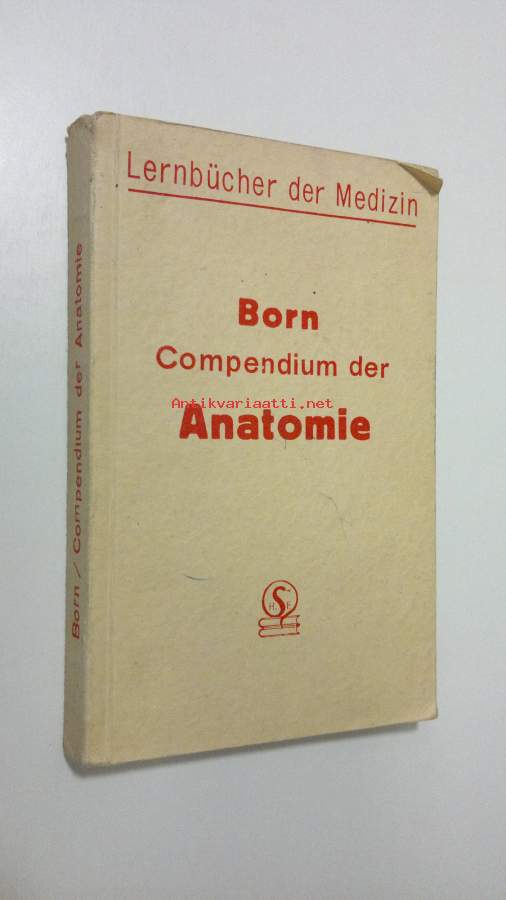 Lernbücher der Medizin
Born
Compendium der
Antikvariaatti.net
Anatomie
H. S F.
Born / Compendium der Anatomie